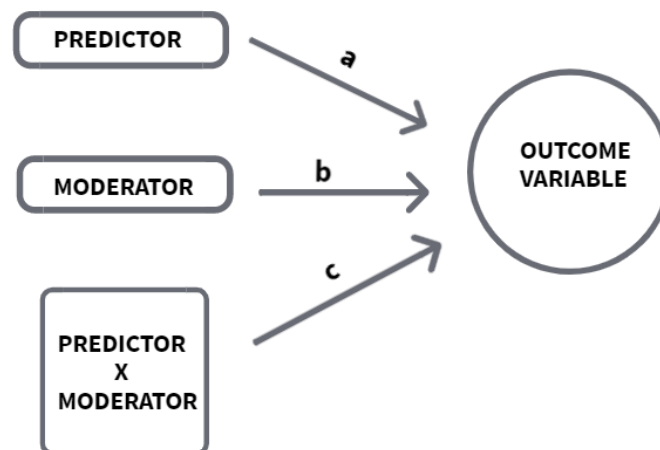 PREDICTOR
a
MODERATOR
b
OUTCOME
VARIABLE
c
PREDICTOR
X
MODERATOR